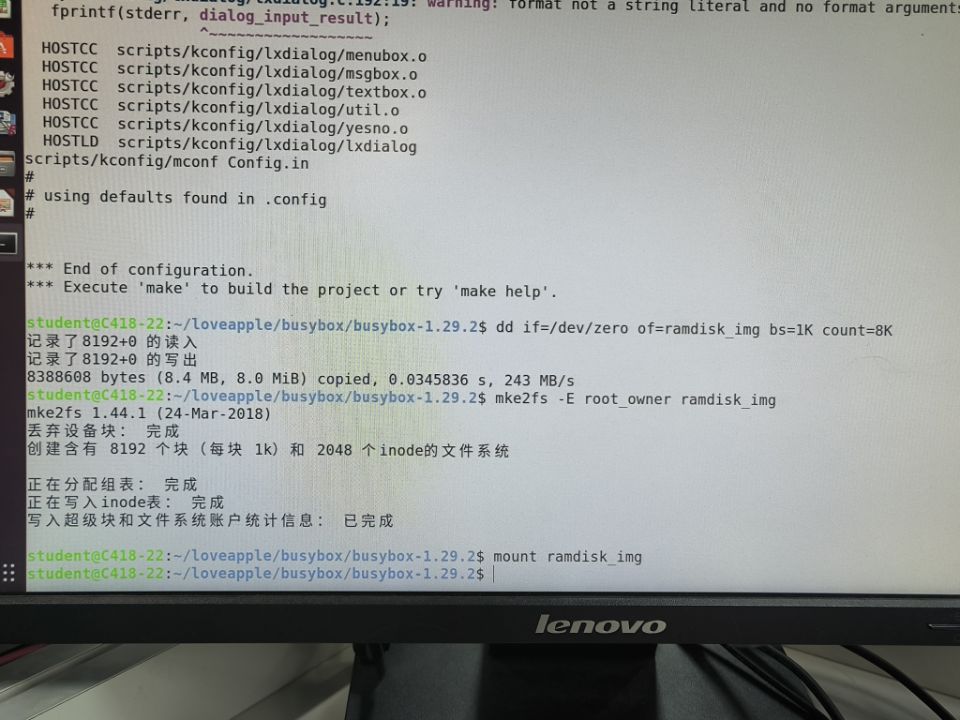 warning: format not a string literal and no format arguments
fprintf(stderr, dialog_input_result);
^~~~~~~~~~~~~~~~~~~
HOSTCC scripts/kconfig/lxdialog/menubox.o
HOSTCC scripts/kconfig/lxdialog/msgbox.o
HOSTCC scripts/kconfig/lxdialog/textbox.o
HOSTCC scripts/kconfig/lxdialog/util.o
HOSTCC scripts/kconfig/lxdialog/yesno.o
HOSTLD scripts/kconfig/lxdialog/lxdialog
scripts/kconfig/mconf Config.in
#
# using defaults found in .config
#
*** End of configuration.
*** Execute 'make' to build the project or try 'make help'.
student@C418-22:~/loveapple/busybox/busybox-1.29.2$ dd if=/dev/zero of=ramdisk_img bs=1K count=8K
记录了8192+0 的读入
记录了8192+0 的写出
8388608 bytes (8.4 MB, 8.0 MiB) copied, 0.0345836 s, 243 MB/s
student@C418-22:~/loveapple/busybox/busybox-1.29.2$ mke2fs -E root_owner ramdisk_img
mke2fs 1.44.1 (24-Mar-2018)
丢弃设备块： 完成
创建含有 8192 个块（每块 1k）和 2048 个inode的文件系统
正在分配组表： 完成
正在写入inode表： 完成
写入超级块和文件系统账户统计信息： 已完成
student@C418-22:~/loveapple/busybox/busybox-1.29.2$ mount ramdisk_img
student@C418-22:~/loveapple/busybox/busybox-1.29.2$
lenovo